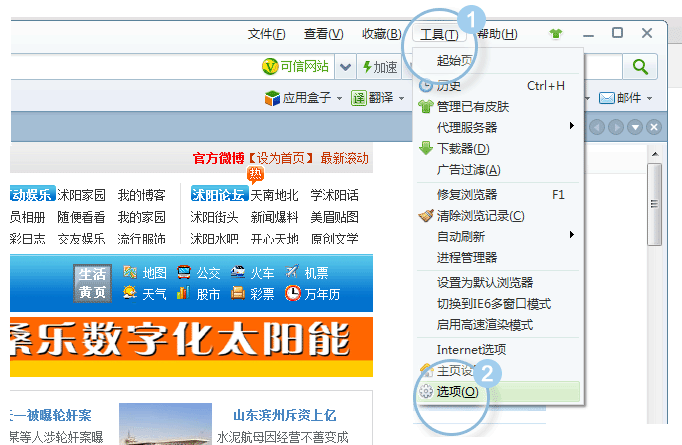 文件(F) 查看(V) 收藏(B) 工具(T) 帮助(H)
1
可信网站 加速
应用盒子 翻译 邮件
起始页
历史 Ctrl+H
管理已有皮肤
代理服务器
下载器(D)
广告过滤(A)
修复浏览器 F1
清除浏览记录(C)
自动刷新
进程管理器
设置为默认浏览器
切换到IE6多窗口模式
启用高速渲染模式
Internet选项
主页设
2
选项(O)
官方微博【设为首页】 最新滚动
热
动娱乐 沭阳家园 我的博客 沭阳论坛 天南地北 学沭阳话
员相册 随便看看 我的家园 沭阳街头 新闻爆料 美眉贴图
彩日志 交友娱乐 流行服饰 沭阳水吧 开心天地 原创文学
生活
黄页
地图 公交 火车 机票
天气 股市 彩票 万年历
桑乐数字化太阳能
一被曝轮奸案 山东滨州斥资上亿
某等人涉轮奸案曝 水泥航母因经营不善变成